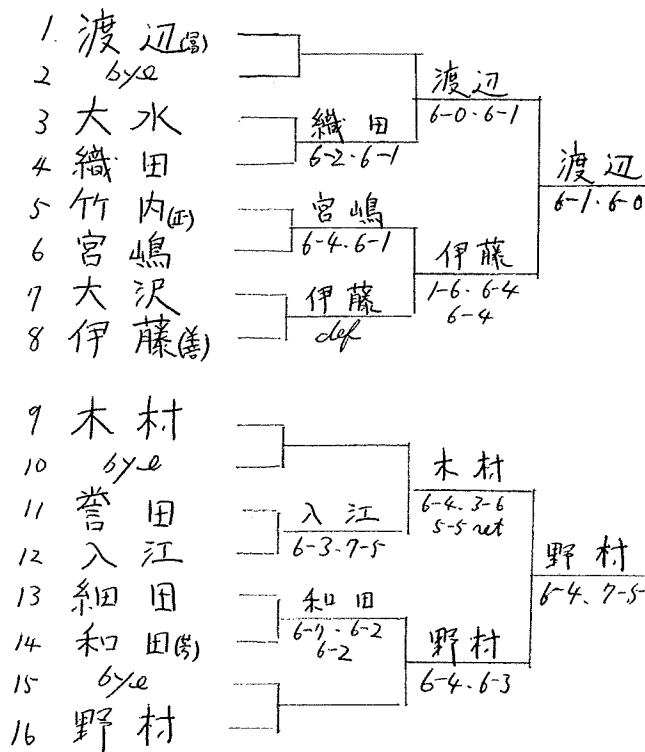 1. 渡辺(冨)
2 bye
渡辺
6-0・6-1
3 大水
織田
6-2・6-1
4 織田
渡辺
6-1・6-0
5 竹内(正)
宮嶋
6-4・6-1
6 宮嶋
伊藤
1-6・6-4
6-4
7 大沢
伊藤
def
8 伊藤(善)
9 木村
10 bye
木村
6-4、3-6
5-5 ret
11 誉田
入江
6-3、7-5
12 入江
野村
6-4、7-5
13 細田
和田
6-7・6-2
6-2
14 和田
野村
6-4・6-3
15 bye
16 野村